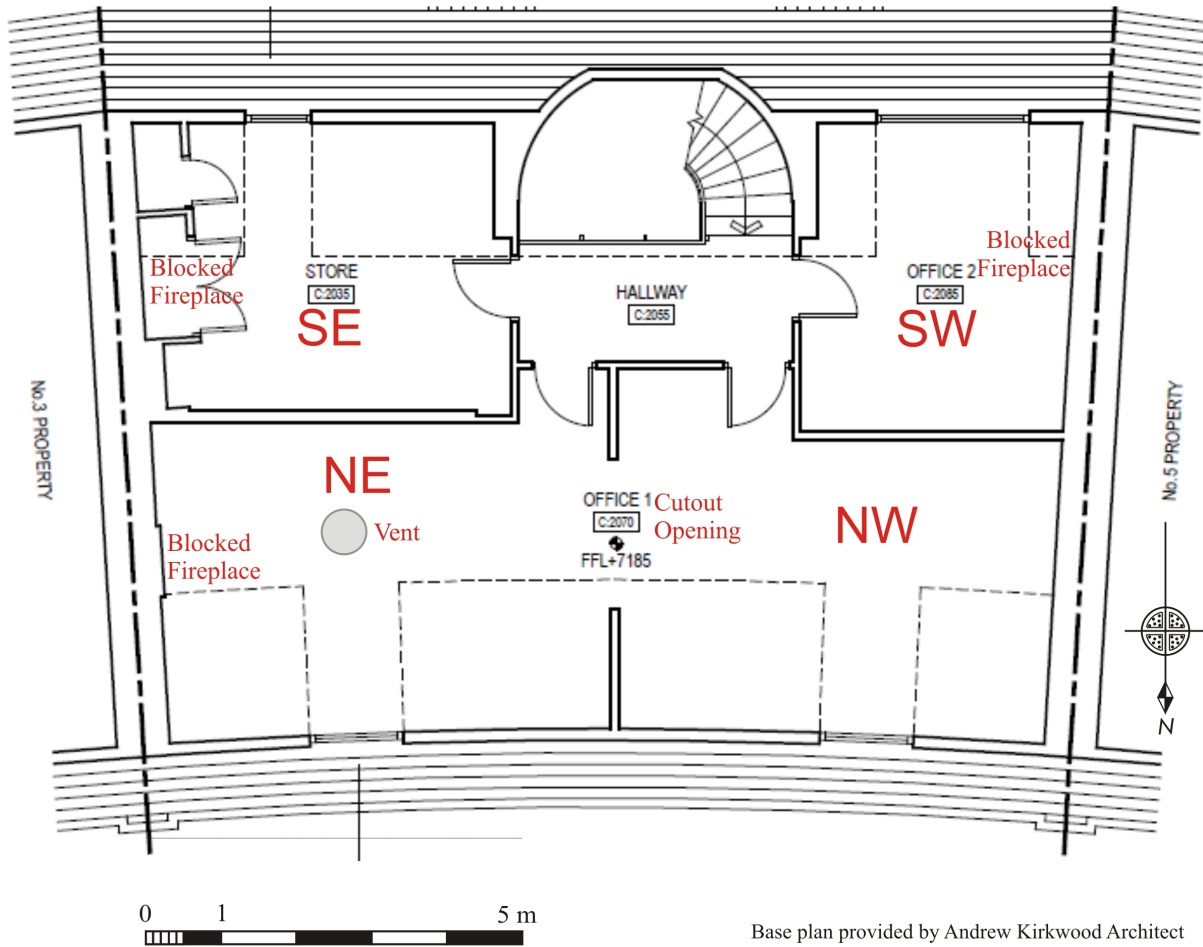 Blocked
Fireplace
STORE
C:2035
SE
HALLWAY
C:2055
OFFICE 2
C:2085
Blocked
Fireplace
SW
No.3 PROPERTY
No.5 PROPERTY
NE
Vent
Blocked
Fireplace
OFFICE 1
C:2070
FFL+7185
Cutout
Opening
NW
N
0 1 5 m
Base plan provided by Andrew Kirkwood Architect